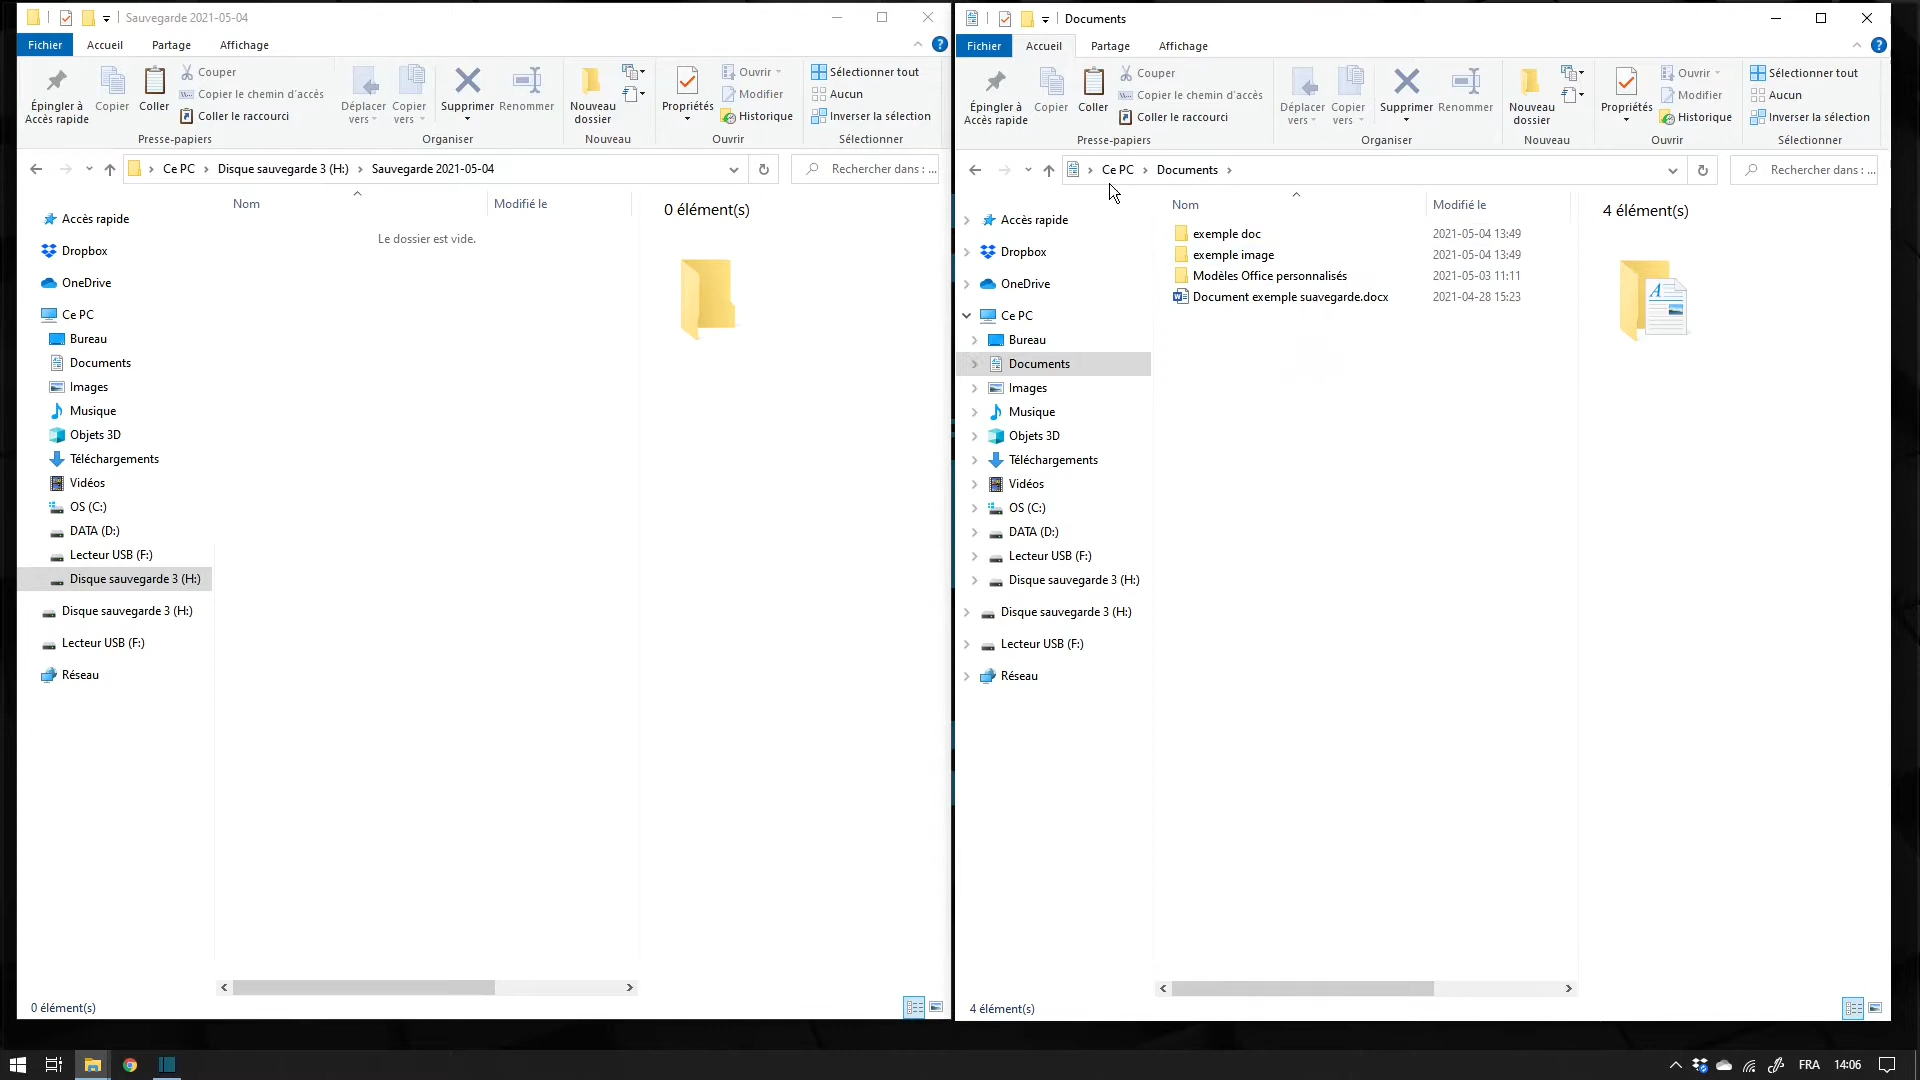 Sauvegarde 2021-05-04
Fichier
Accueil
Partage
Affichage
Épingler à
Accès rapide
Copier
Coller
Couper
Copier le chemin d'accès
Coller le raccourci
Presse-papiers
Déplacer
vers
Copier
vers
Supprimer
Renommer
Organiser
Nouveau
dossier
Nouveau
Propriétés
Ouvrir
Modifier
Historique
Ouvrir
Sélectionner tout
Aucun
Inverser la sélection
Sélectionner
Ce PC
Disque sauvegarde 3 (H:)
Sauvegarde 2021-05-04
Rechercher dans : ...
Accès rapide
Dropbox
OneDrive
Ce PC
Bureau
Documents
Images
Musique
Objets 3D
Téléchargements
Vidéos
OS (C:)
DATA (D:)
Lecteur USB (F:)
Disque sauvegarde 3 (H:)
Disque sauvegarde 3 (H:)
Lecteur USB (F:)
Réseau
Nom
Modifié le
Le dossier est vide.
0 élément(s)
0 élément(s)
Documents
Fichier
Accueil
Partage
Affichage
Épingler à
Accès rapide
Copier
Coller
Couper
Copier le chemin d'accès
Coller le raccourci
Presse-papiers
Déplacer
vers
Copier
vers
Supprimer
Renommer
Organiser
Nouveau
dossier
Nouveau
Propriétés
Ouvrir
Modifier
Historique
Ouvrir
Sélectionner tout
Aucun
Inverser la sélection
Sélectionner
Ce PC
Documents
Rechercher dans : ...
Accès rapide
Dropbox
OneDrive
Ce PC
Bureau
Documents
Images
Musique
Objets 3D
Téléchargements
Vidéos
OS (C:)
DATA (D:)
Lecteur USB (F:)
Disque sauvegarde 3 (H:)
Disque sauvegarde 3 (H:)
Lecteur USB (F:)
Réseau
Nom
Modifié le
exemple doc 2021-05-04 13:49
exemple image 2021-05-04 13:49
Modèles Office personnalisés 2021-05-03 11:11
Document exemple suavegarde.docx 2021-04-28 15:23
4 élément(s)
4 élément(s)
FRA
14:06